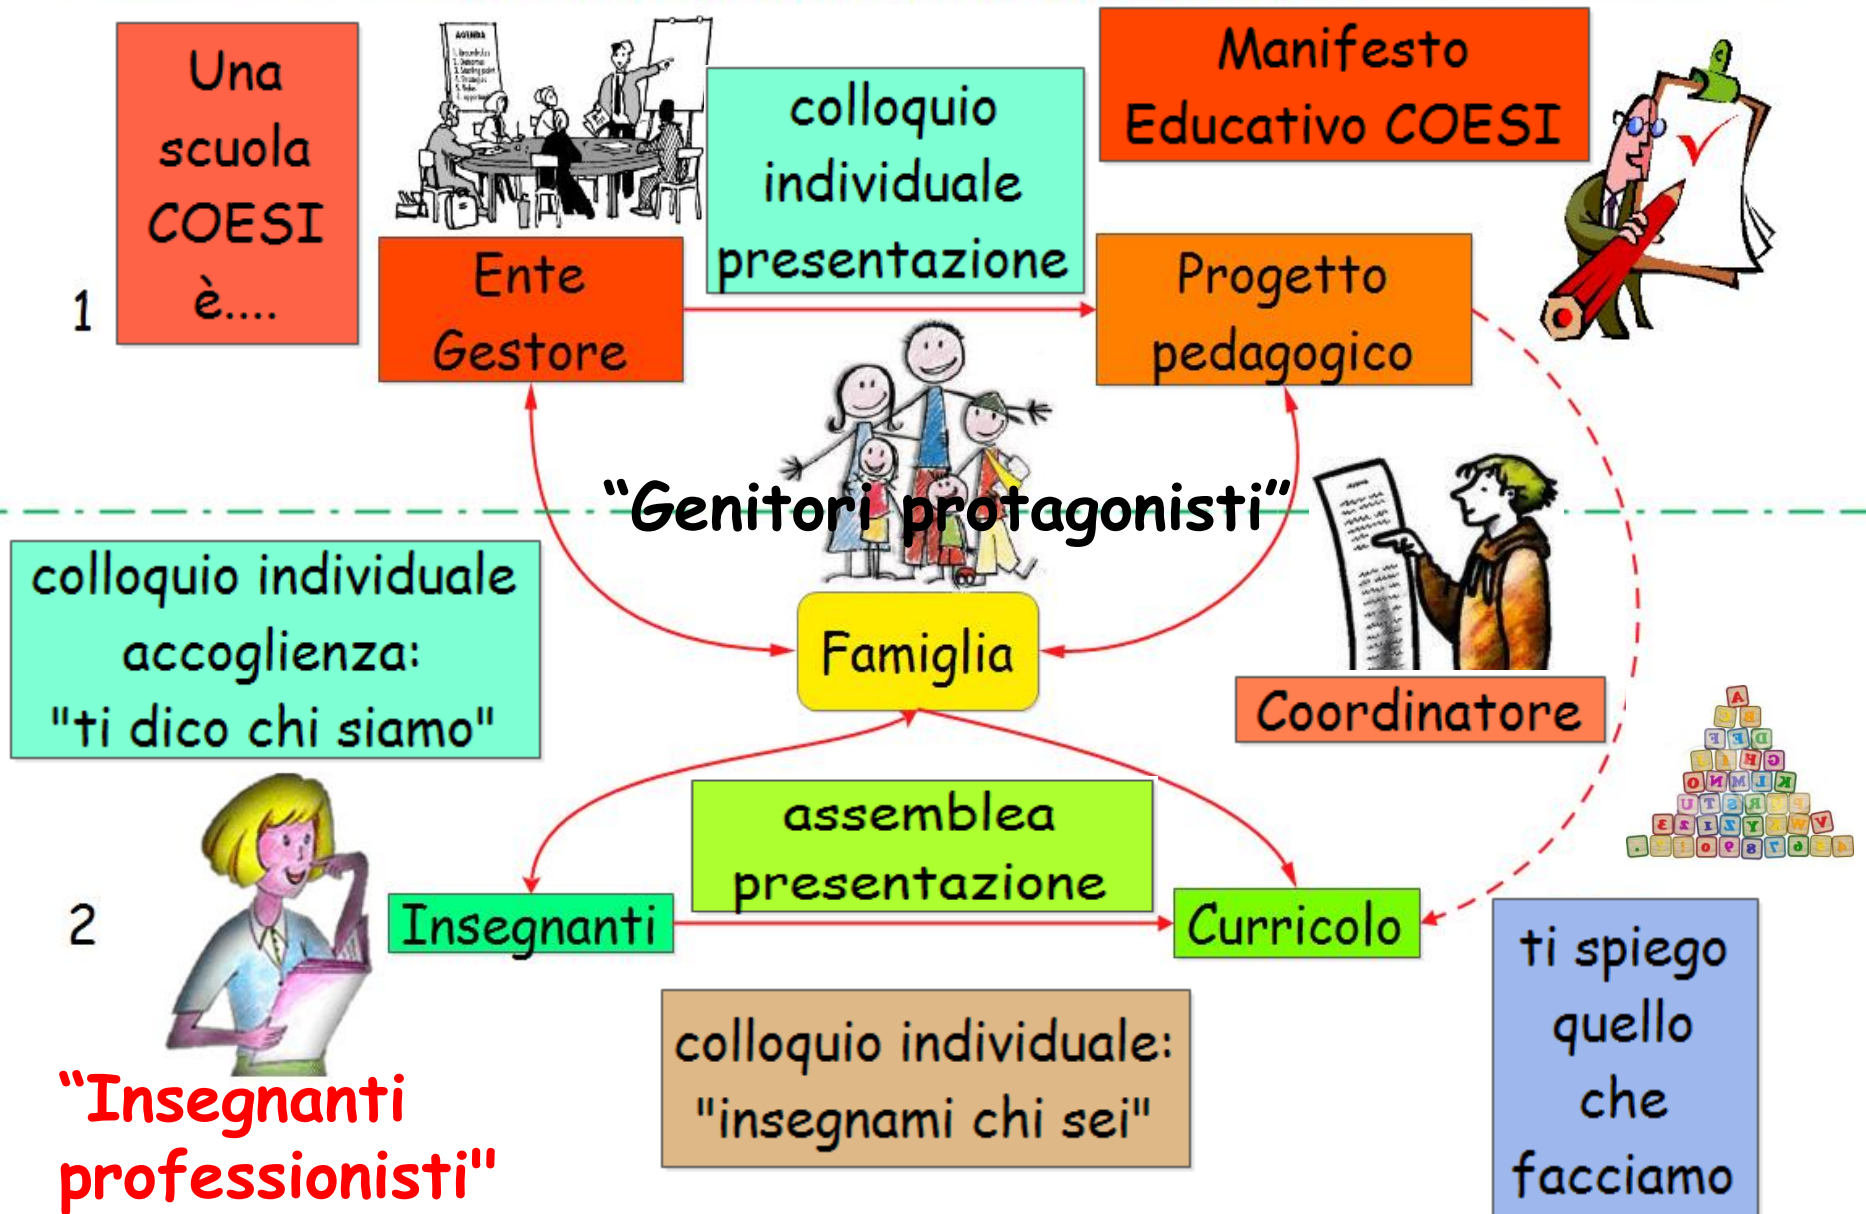 Una
scuola
COESI
è....
1
AGENDA
colloquio
individuale
presentazione
Manifesto
Educativo COESI
Ente
Gestore
Progetto
pedagogico
“Genitori protagonisti”
colloquio individuale
accoglienza:
"ti dico chi siamo"
Famiglia
Coordinatore
assemblea
presentazione
2
Insegnanti
Curricolo
ti spiego
quello
che
facciamo
colloquio individuale:
"insegnami chi sei"
“Insegnanti
professionisti"